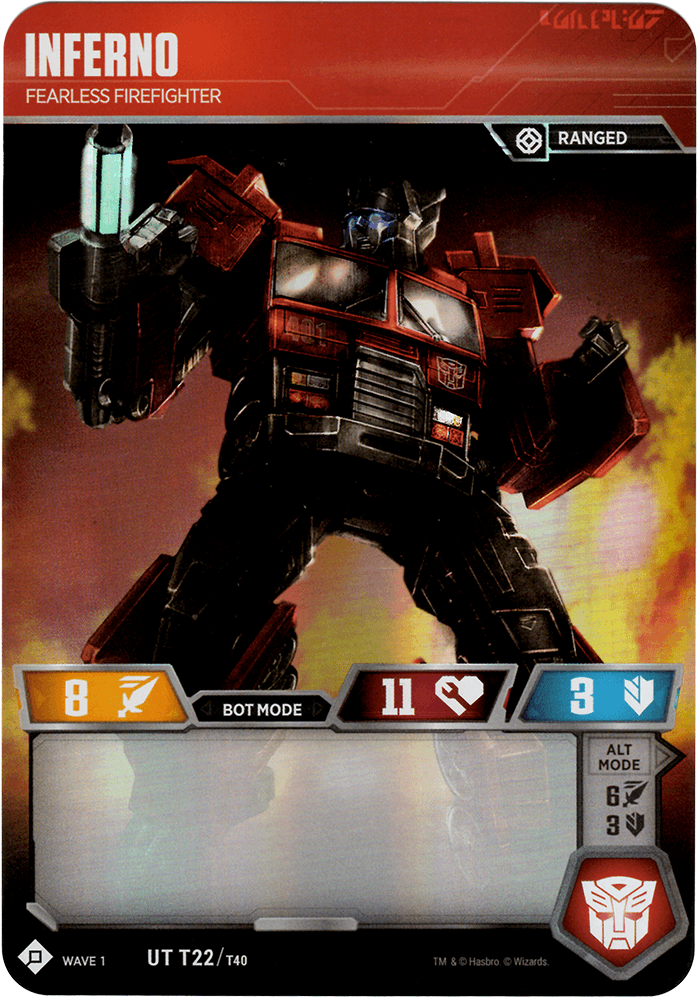 INFERNO
FEARLESS FIREFIGHTER
RANGED
8
BOT MODE
11
3
ALT
MODE
6
3
WAVE 1
UT T22/T40
TM & © Hasbro. © Wizards.